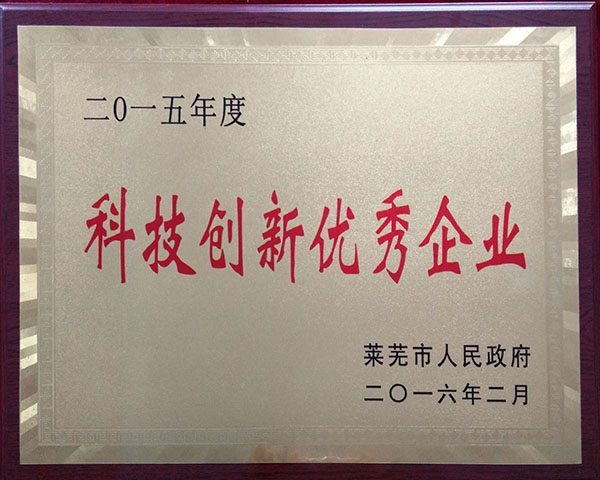 二0一五年度
科技创新优秀企业
莱芜市人民政府
二〇一六年二月